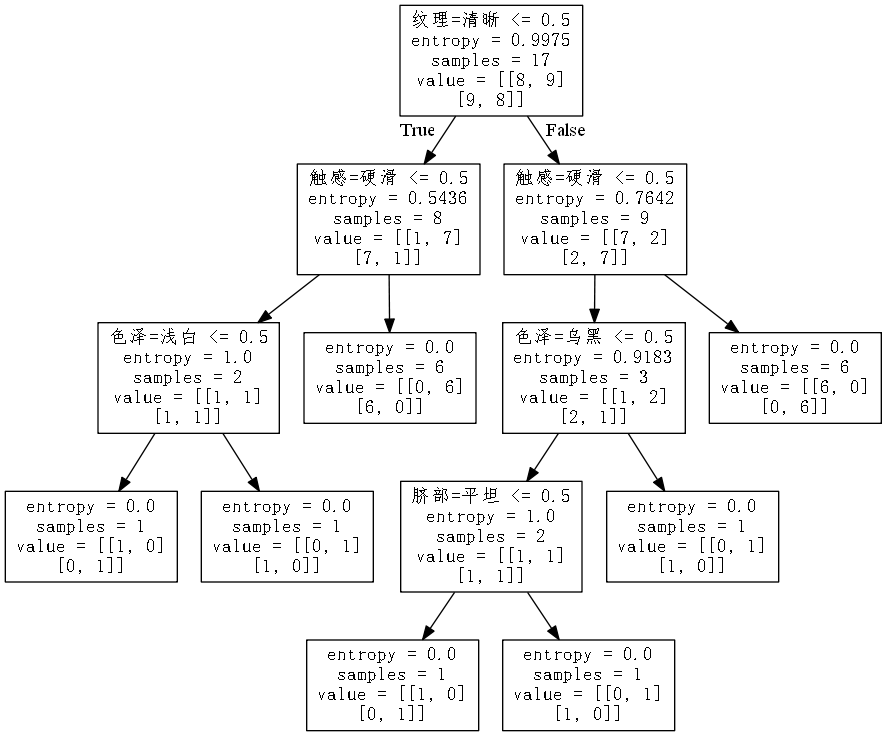 纹理=清晰 <= 0.5
entropy = 0.9975
samples = 17
value = [[8, 9]
[9, 8]]
True
False
触感=硬滑 <= 0.5
entropy = 0.5436
samples = 8
value = [[1, 7]
[7, 1]]
触感=硬滑 <= 0.5
entropy = 0.7642
samples = 9
value = [[7, 2]
[2, 7]]
色泽=浅白 <= 0.5
entropy = 1.0
samples = 2
value = [[1, 1]
[1, 1]]
entropy = 0.0
samples = 6
value = [[0, 6]
[6, 0]]
色泽=乌黑 <= 0.5
entropy = 0.9183
samples = 3
value = [[1, 2]
[2, 1]]
entropy = 0.0
samples = 6
value = [[6, 0]
[0, 6]]
entropy = 0.0
samples = 1
value = [[1, 0]
[0, 1]]
entropy = 0.0
samples = 1
value = [[0, 1]
[1, 0]]
脐部=平坦 <= 0.5
entropy = 1.0
samples = 2
value = [[1, 1]
[1, 1]]
entropy = 0.0
samples = 1
value = [[0, 1]
[1, 0]]
entropy = 0.0
samples = 1
value = [[1, 0]
[0, 1]]
entropy = 0.0
samples = 1
value = [[0, 1]
[1, 0]]